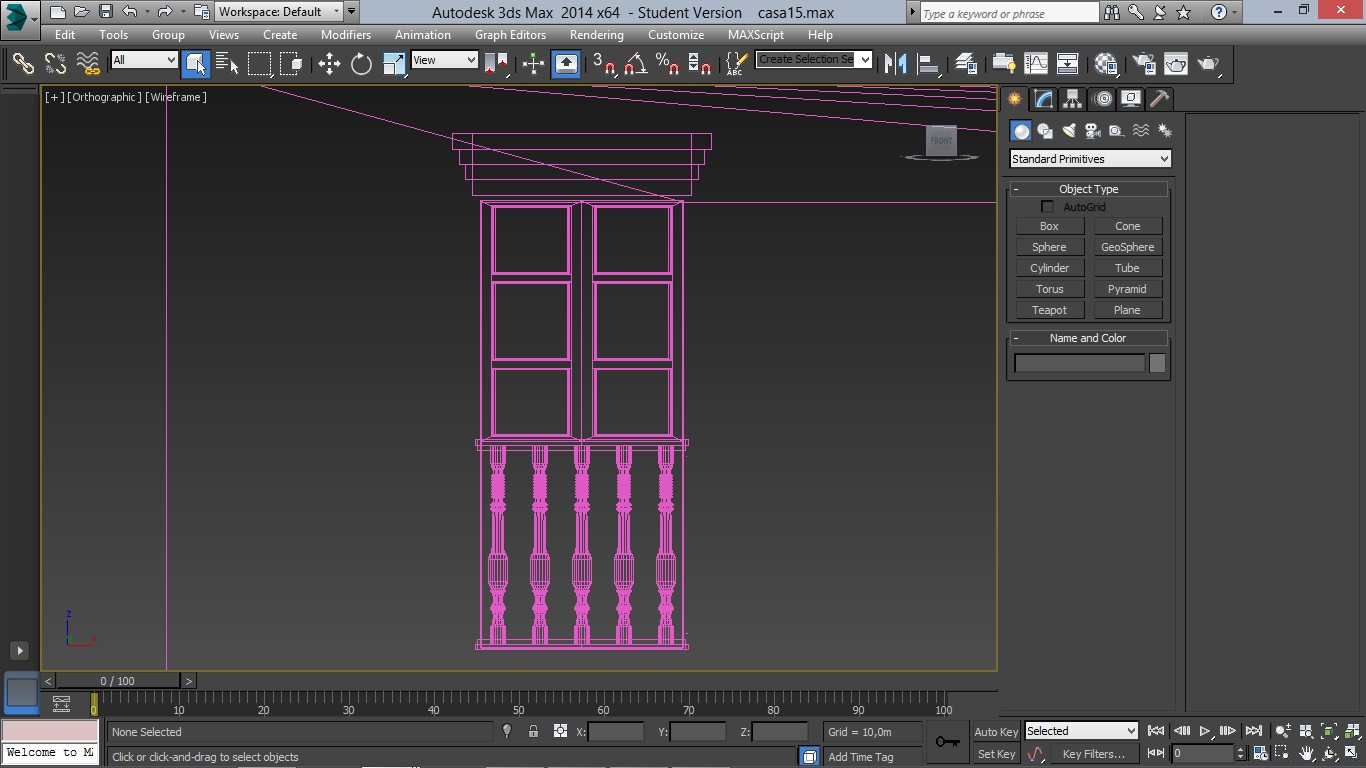 Workspace: Default
Autodesk 3ds Max 2014 x64 - Student Version casa15.max
Type a keyword or phrase
Edit Tools Group Views Create Modifiers Animation Graph Editors Rendering Customize MAXScript Help
All
View
3
%
ABC
Create Selection Se
[+] [Orthographic] [Wireframe]
FRONT
Standard Primitives
- Object Type
AutoGrid
Box Cone
Sphere GeoSphere
Cylinder Tube
Torus Pyramid
Teapot Plane
- Name and Color
z
x
< 0 / 100 >
0 10 20 30 40 50 60 70 80 90 100
None Selected X: Y: Z: Grid = 10,0m Auto Key Selected
Welcome to M
Click or click-and-drag to select objects Add Time Tag Set Key Key Filters... 0